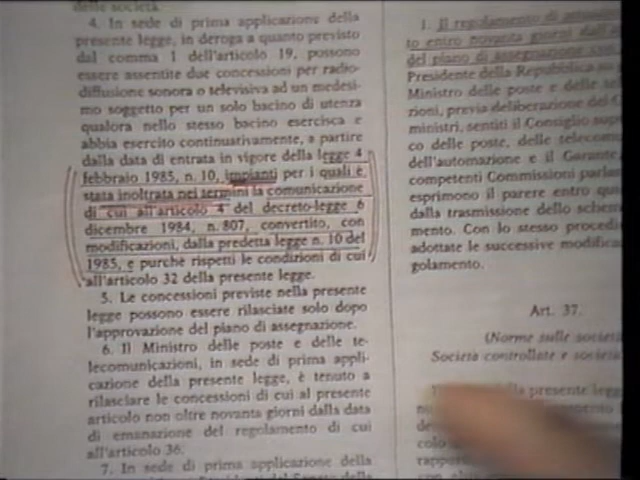 delle società.
4. In sede di prima applicazione della
presente legge, in deroga a quanto previsto
dal comma 1 dell'articolo 19, possono
essere assentite due concessioni per radio-
diffusione sonora o televisiva ad un medesi-
mo soggetto per un solo bacino di utenza
qualora nello stesso bacino eserciscа e
abbia esercito continuativamente, a partire
dalla data di entrata in vigore della legge 4
febbraio 1985, n. 10, impianti per i quali è
stata inoltrata nei termini la comunicazione
di cui all'articolo 4 del decreto-legge 6
dicembre 1984, n. 807, convertito, con
modificazioni, dalla predetta legge n. 10 del
1985, e purché rispetti le condizioni di cui
all'articolo 32 della presente legge.
5. Le concessioni previste nella presente
legge possono essere rilasciate solo dopo
l'approvazione del piano di assegnazione.
6. Il Ministro delle poste e delle te-
lecomunicazioni, in sede di prima appli-
cazione della presente legge, è tenuto a
rilasciare le concessioni di cui al presente
articolo non oltre novanta giorni dalla data
di emanazione del regolamento di cui
all'articolo 36.
7. In sede di prima applicazione della
1. Il regolamento di
to entro novanta giorni
del piano di assegnazione con
Presidente della Repubblica su
Ministro delle poste e delle
zioni, previa deliberazione del
ministri, sentiti il Consiglio
co delle poste, delle
dell'automazione e il Garante,
competenti Commissioni
esprimono il parere entro
dalla trasmissione dello
mento. Con lo stesso
adottate le successive
golamento.
Art. 37.
(Norme sulle società
Società controllate e
presente